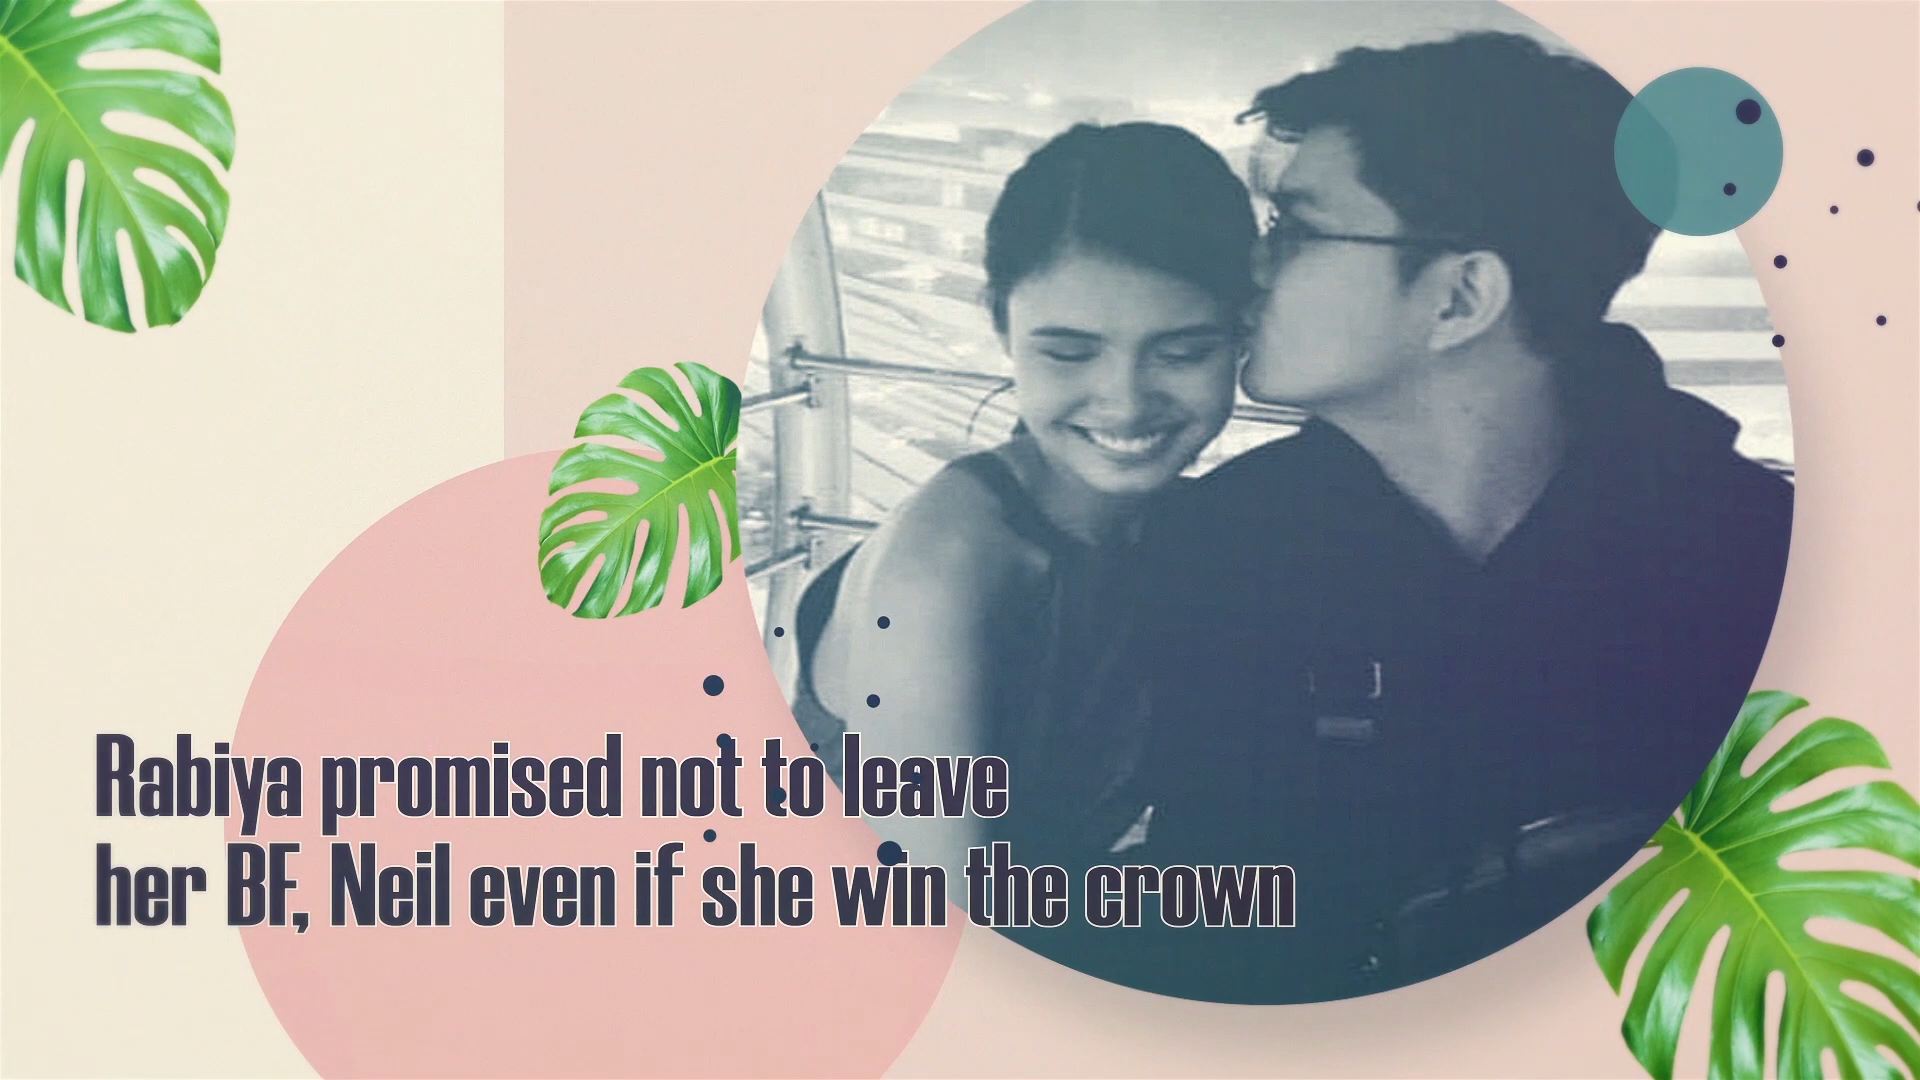 Rabiya promised not to leave
her BF, Neil even if she win the crown